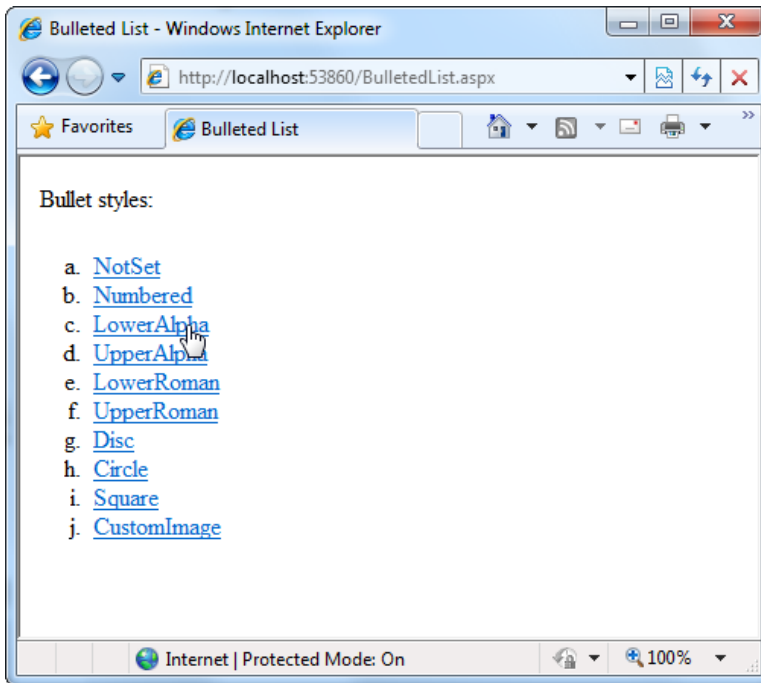 Bulleted List - Windows Internet Explorer
http://localhost:53860/BulletedList.aspx
Favorites
Bulleted List
Bullet styles:
a. NotSet
b. Numbered
c. LowerAlpha
d. UpperAlpha
e. LowerRoman
f. UpperRoman
g. Disc
h. Circle
i. Square
j. CustomImage
Internet | Protected Mode: On
100%